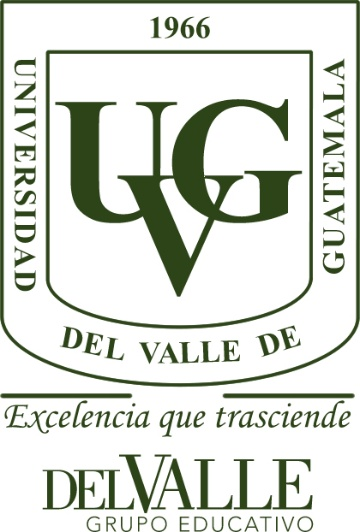 1966
UNIVERSIDAD
DEL VALLE DE
GUATEMALA
UVG
Excelencia que trasciende
DELVALLE
GRUPO EDUCATIVO